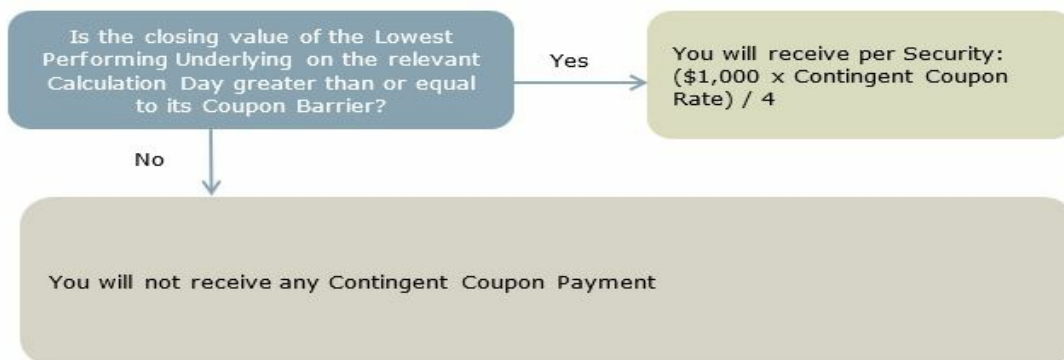 Is the closing value of the Lowest
Performing Underlying on the relevant
Calculation Day greater than or equal
to its Coupon Barrier?
Yes
You will receive per Security:
($1,000 x Contingent Coupon
Rate) / 4
No
You will not receive any Contingent Coupon Payment